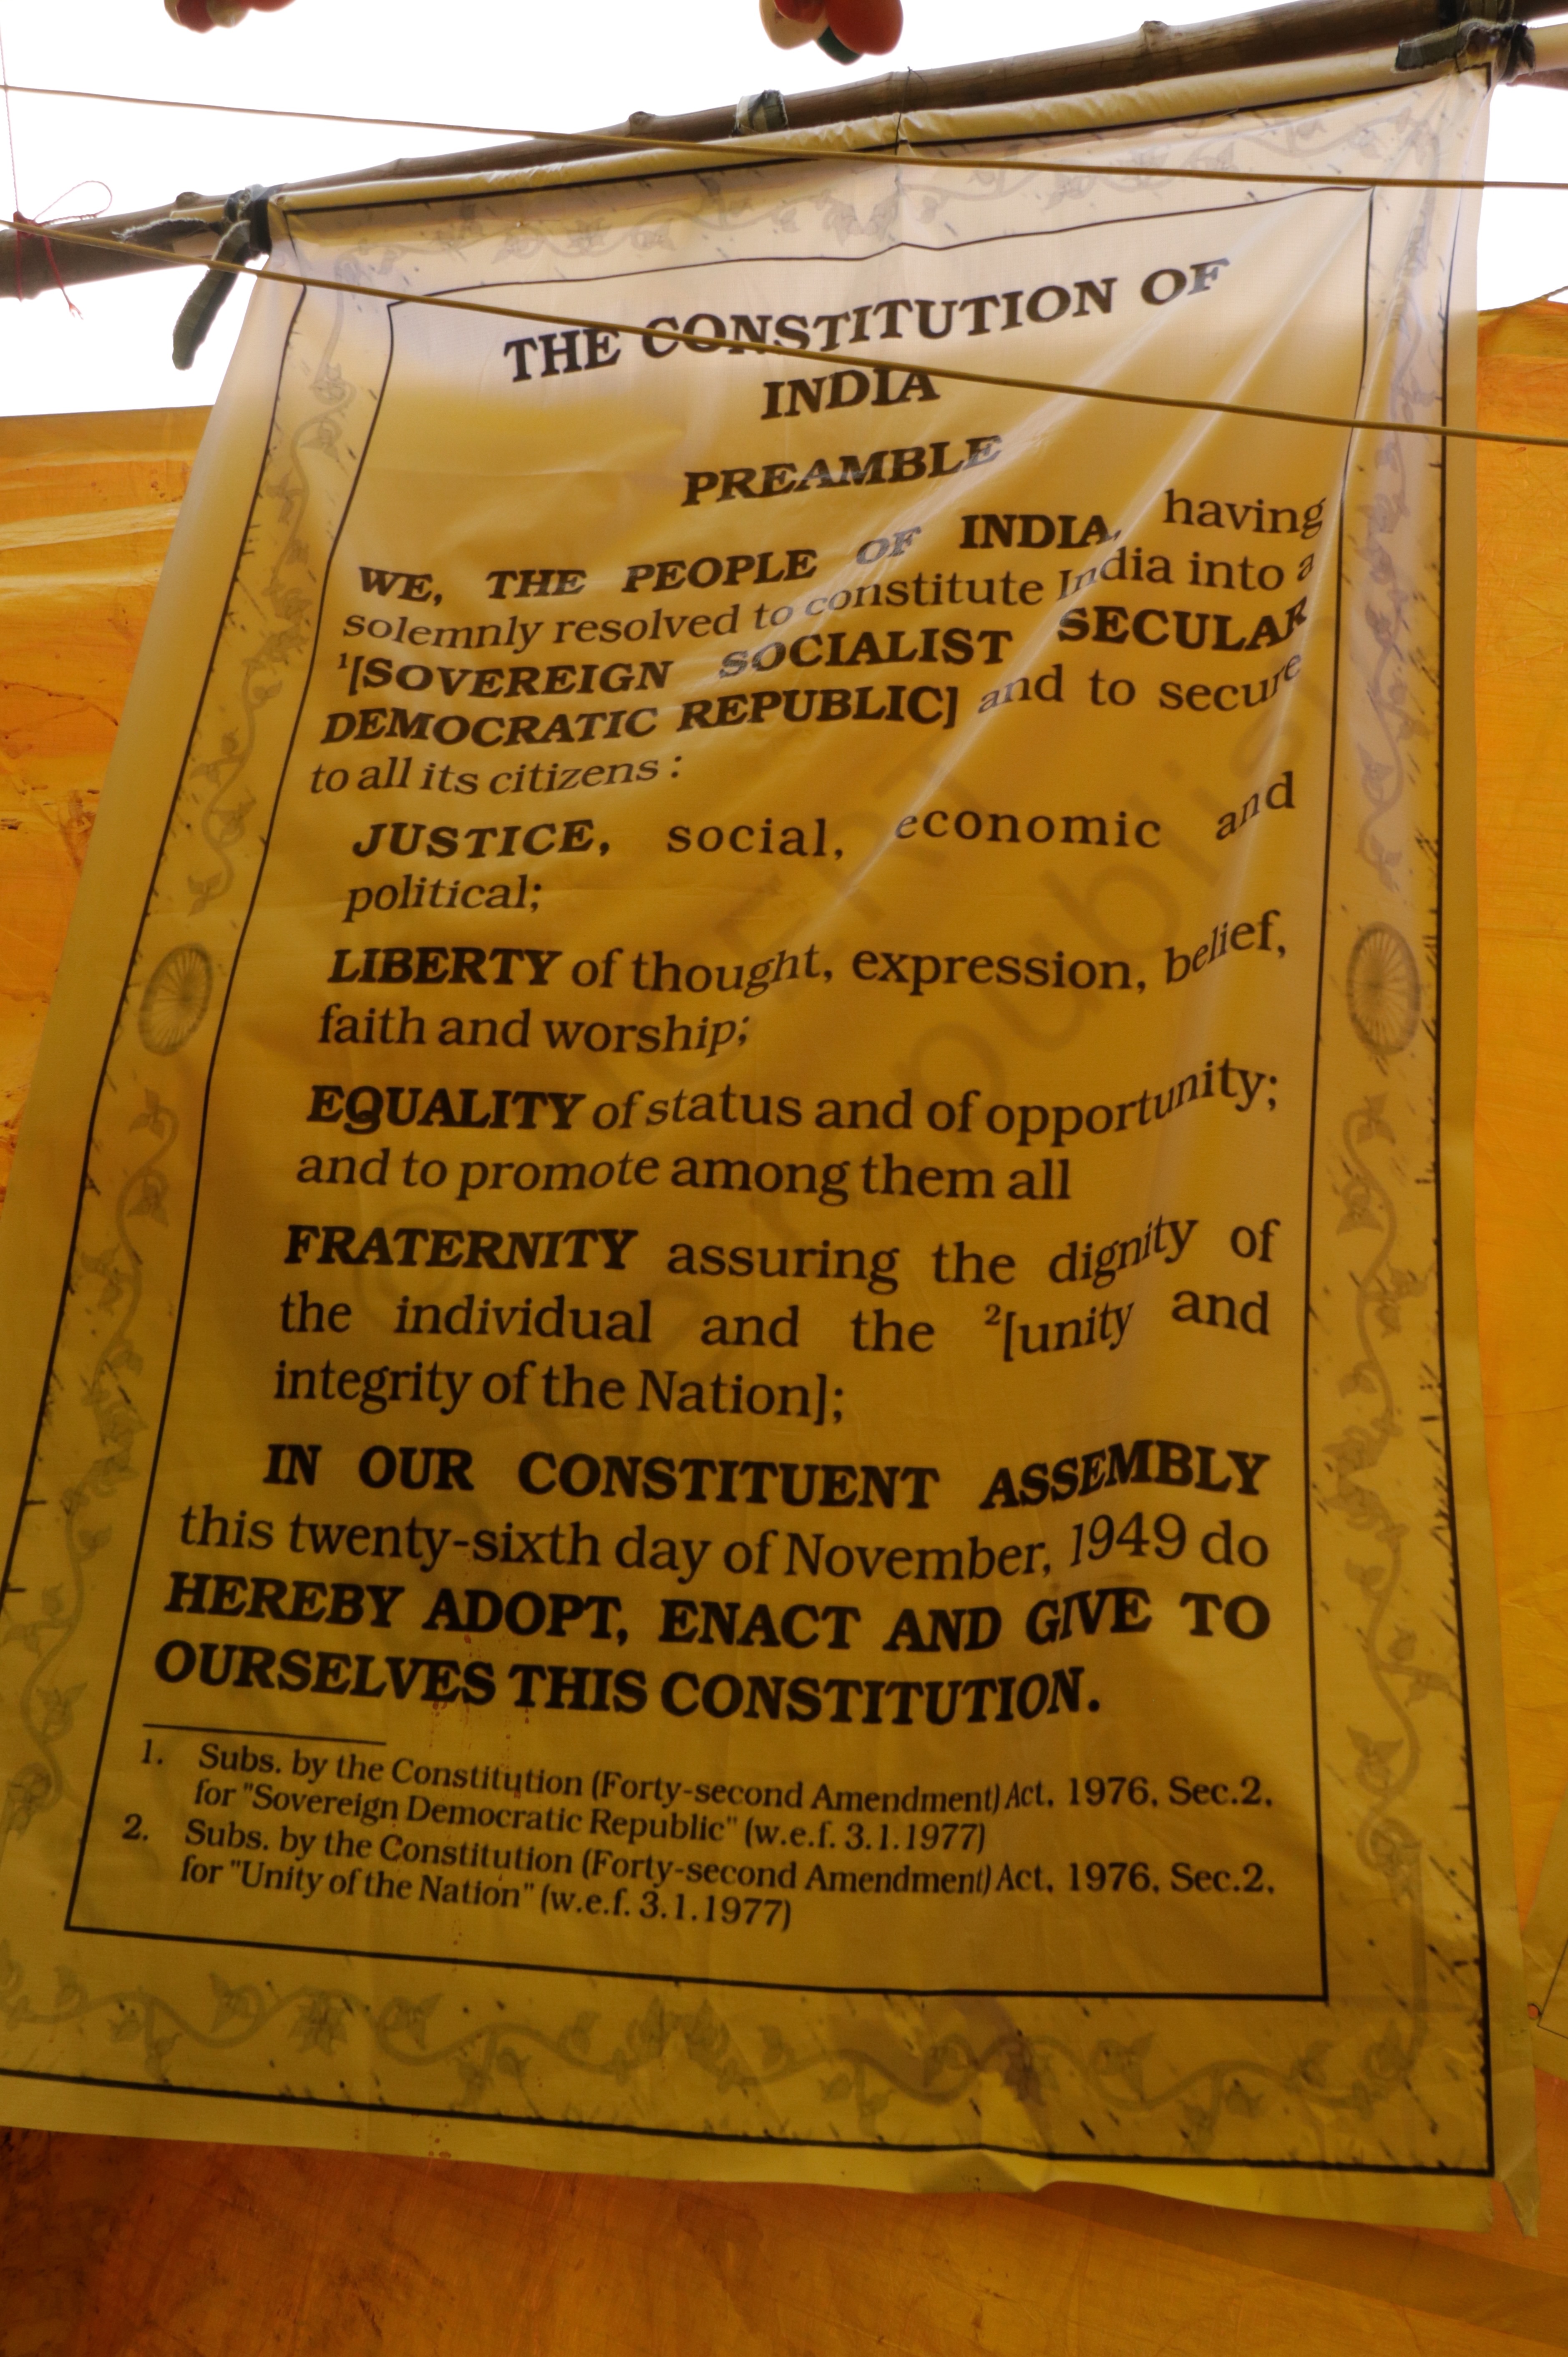 THE CONSTITUTION OF
INDIA
PREAMBLE
WE, THE PEOPLE OF INDIA, having
solemnly resolved to constitute India into a
¹[SOVEREIGN SOCIALIST SECULAR
DEMOCRATIC REPUBLIC] and to secure
to all its citizens :
JUSTICE, social, economic and
political;
LIBERTY of thought, expression, belief,
faith and worship;
EQUALITY of status and of opportunity;
and to promote among them all
FRATERNITY assuring the dignity of
the individual and the ²[unity and
integrity of the Nation];
IN OUR CONSTITUENT ASSEMBLY
this twenty-sixth day of November, 1949 do
HEREBY ADOPT, ENACT AND GIVE TO
OURSELVES THIS CONSTITUTION.
1. Subs. by the Constitution (Forty-second Amendment) Act, 1976, Sec.2,
for "Sovereign Democratic Republic" (w.e.f. 3.1.1977)
2. Subs. by the Constitution (Forty-second Amendment) Act, 1976, Sec.2,
for "Unity of the Nation" (w.e.f. 3.1.1977)